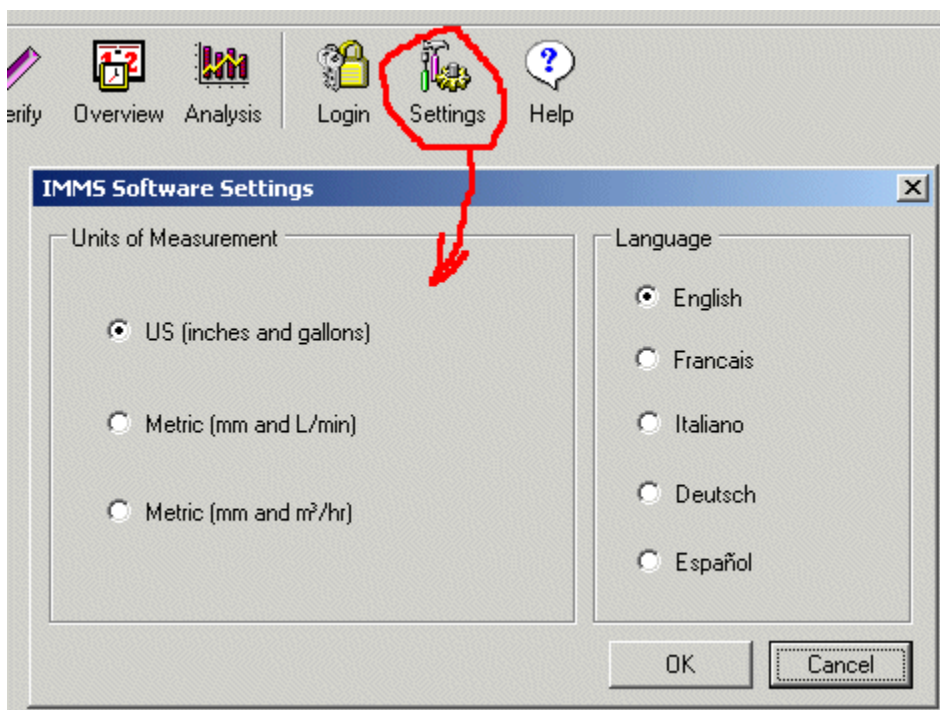 erify Overview Analysis Login Settings Help
IMMS Software Settings
Units of Measurement
US (inches and gallons)
Metric (mm and L/min)
Metric (mm and m³/hr)
Language
English
Francais
Italiano
Deutsch
Español
OK Cancel